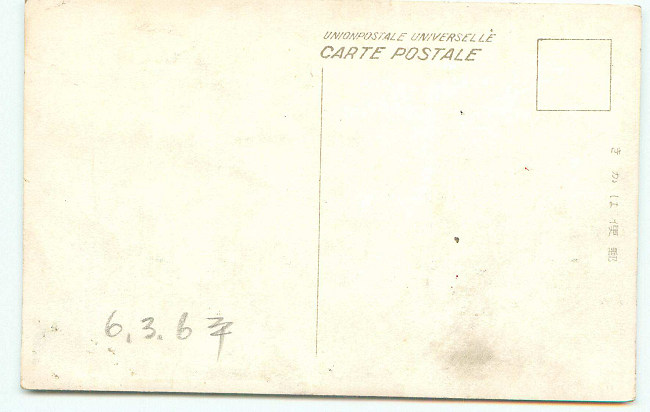 UNIONPOSTALE UNIVERSELLE
CARTE POSTALE
きかは便郵
6.3.6